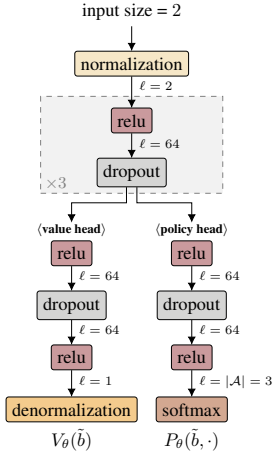 input size = 2
normalization
ℓ = 2
relu
ℓ = 64
dropout
×3
⟨value head⟩ ⟨policy head⟩
relu relu
ℓ = 64 ℓ = 64
dropout dropout
ℓ = 64 ℓ = 64
relu relu
ℓ = 1 ℓ = |𝒜| = 3
denormalization softmax
V_θ(b̃) P_θ(b̃, ·)